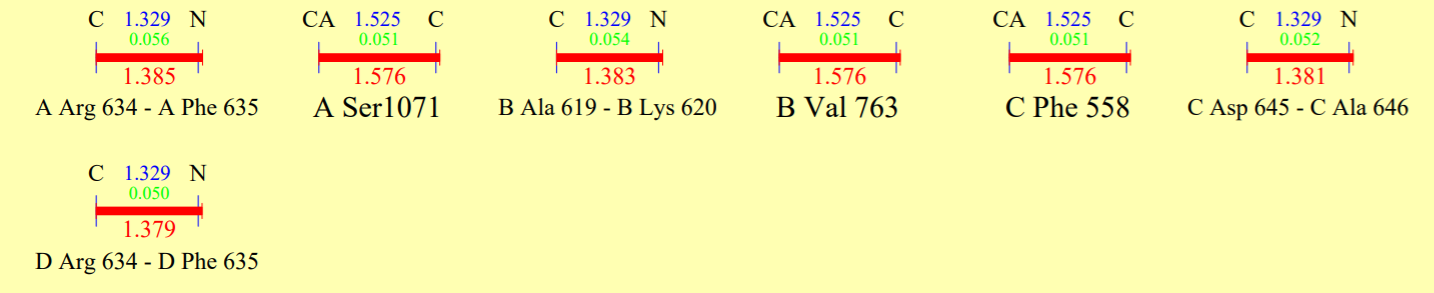 C 1.329 N CA 1.525 C C 1.329 N CA 1.525 C CA 1.525 C C 1.329 N
0.056 0.051 0.054 0.051 0.051 0.052
1.385 1.576 1.383 1.576 1.576 1.381
A Arg 634 - A Phe 635 A Ser1071 B Ala 619 - B Lys 620 B Val 763 C Phe 558 C Asp 645 - C Ala 646
C 1.329 N
0.050
1.379
D Arg 634 - D Phe 635